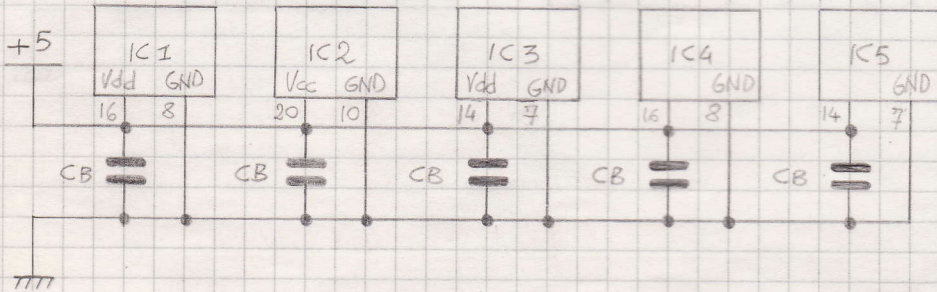 +5
IC1 IC2 IC3 IC4 IC5
Vdd GND Vcc GND Vdd GND GND GND
16 8 20 10 14 7 16 8 14 7
CB CB CB CB CB